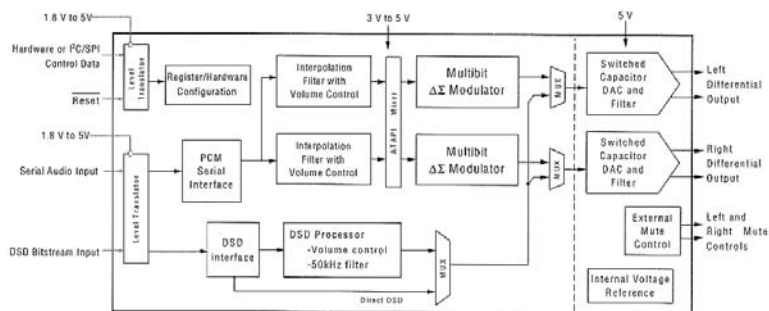 1.8 V to 5V
3 V to 5 V
5 V
Hardware or I²C/SPI
Control Data
Reset
Level
Translator
Register/Hardware
Configuration
Interpolation
Filter with
Volume Control
ATAPI Mixer
Multibit
ΔΣ Modulator
MUX
Switched
Capacitor
DAC and
Filter
Left
Differential
Output
1.8 V to 5V
Serial Audio Input
Level Translator
PCM
Serial
Interface
Interpolation
Filter with
Volume Control
Multibit
ΔΣ Modulator
MUX
Switched
Capacitor
DAC and
Filter
Right
Differential
Output
DSD Bitstream Input
DSD
interface
DSD Processor
-Volume control
-50kHz filter
MUX
Direct DSD
External
Mute
Control
Left and
Right Mute
Controls
Internal Voltage
Reference